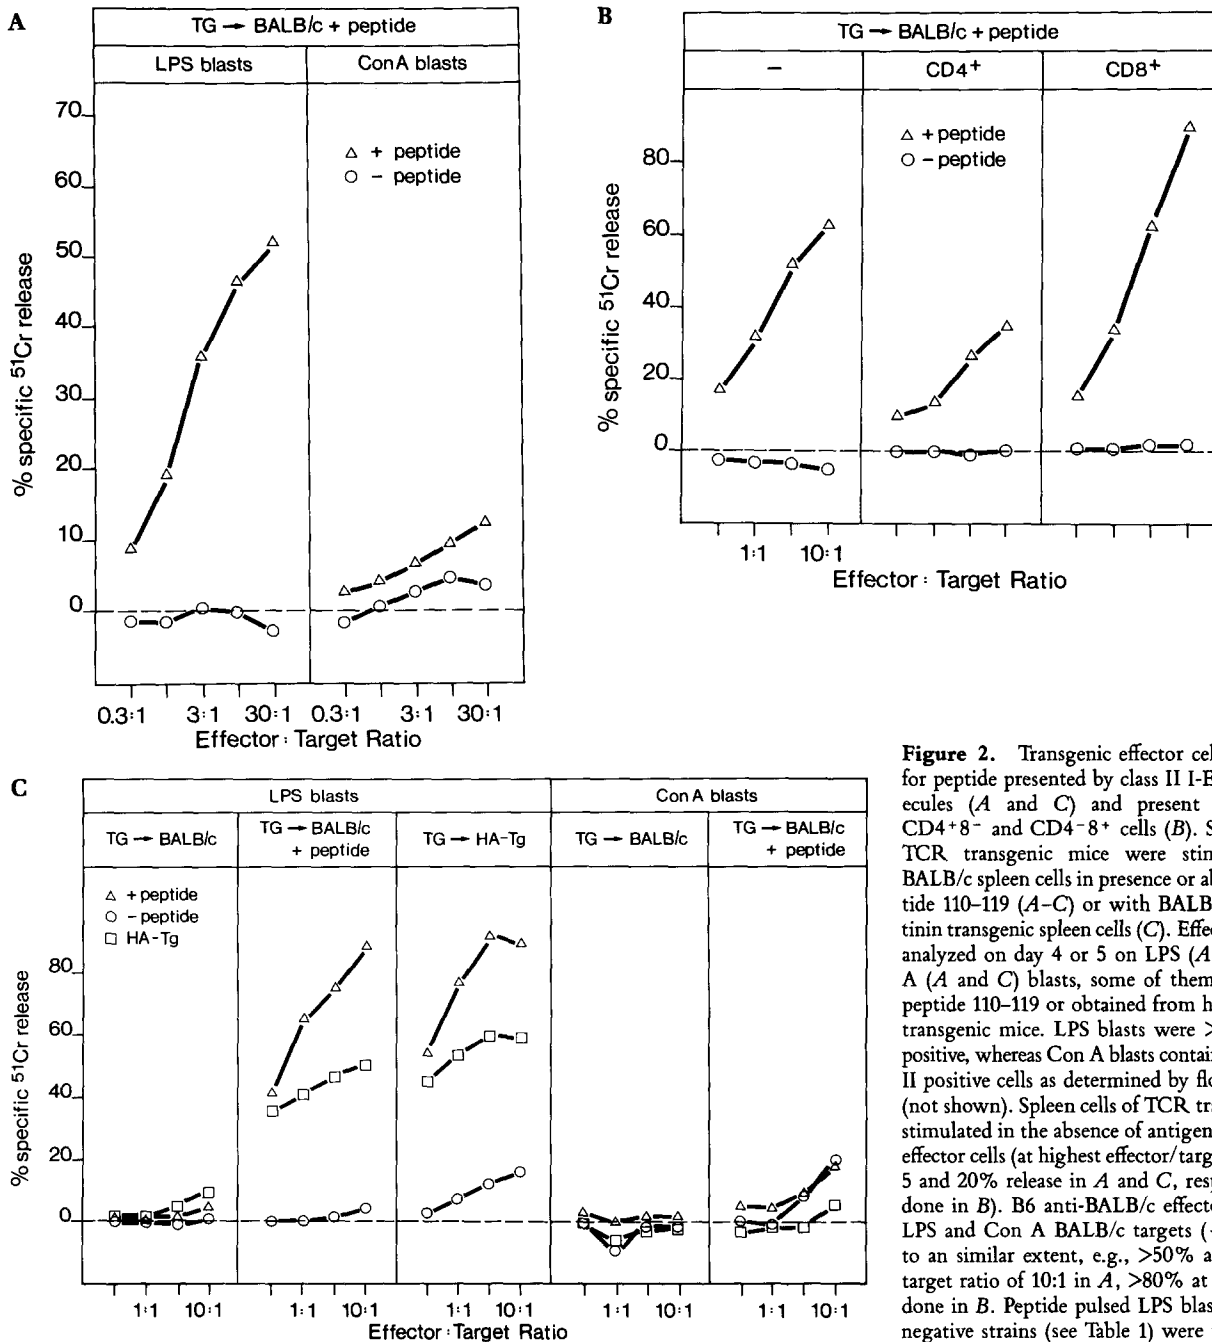 A
TG → BALB/c + peptide
LPS blasts
ConA blasts
70
60
50
40
30
20
10
0
% specific ⁵¹Cr release
△ + peptide
○ - peptide
0.3:1 3:1 30:1
0.3:1 3:1 30:1
Effector : Target Ratio
B
TG → BALB/c + peptide
–
CD4⁺
CD8⁺
80
60
40
20
0
% specific ⁵¹Cr release
△ + peptide
○ - peptide
1:1 10:1
Effector : Target Ratio
C
LPS blasts
ConA blasts
TG → BALB/c
TG → BALB/c
+ peptide
TG → HA-Tg
TG → BALB/c
TG → BALB/c
+ peptide
△ + peptide
○ - peptide
□ HA-Tg
80
60
40
20
0
% specific ⁵¹Cr release
1:1 10:1
1:1 10:1
1:1 10:1
1:1 10:1
1:1 10:1
Effector : Target Ratio
Figure 2. Transgenic effector cel
for peptide presented by class II I-E
ecules (A and C) and present
CD4⁺8⁻ and CD4⁻8⁺ cells (B). S
TCR transgenic mice were stin
BALB/c spleen cells in presence or al
tide 110–119 (A–C) or with BALB
tinin transgenic spleen cells (C). Effec
analyzed on day 4 or 5 on LPS (A
A (A and C) blasts, some of them
peptide 110–119 or obtained from h
transgenic mice. LPS blasts were >
positive, whereas Con A blasts contai
II positive cells as determined by flo
(not shown). Spleen cells of TCR tra
stimulated in the absence of antigen
effector cells (at highest effector/targ
5 and 20% release in A and C, resp
done in B). B6 anti-BALB/c effecto
LPS and Con A BALB/c targets (
to an similar extent, e.g., >50% a
target ratio of 10:1 in A, >80% at
done in B. Peptide pulsed LPS blas
negative strains (see Table 1) were